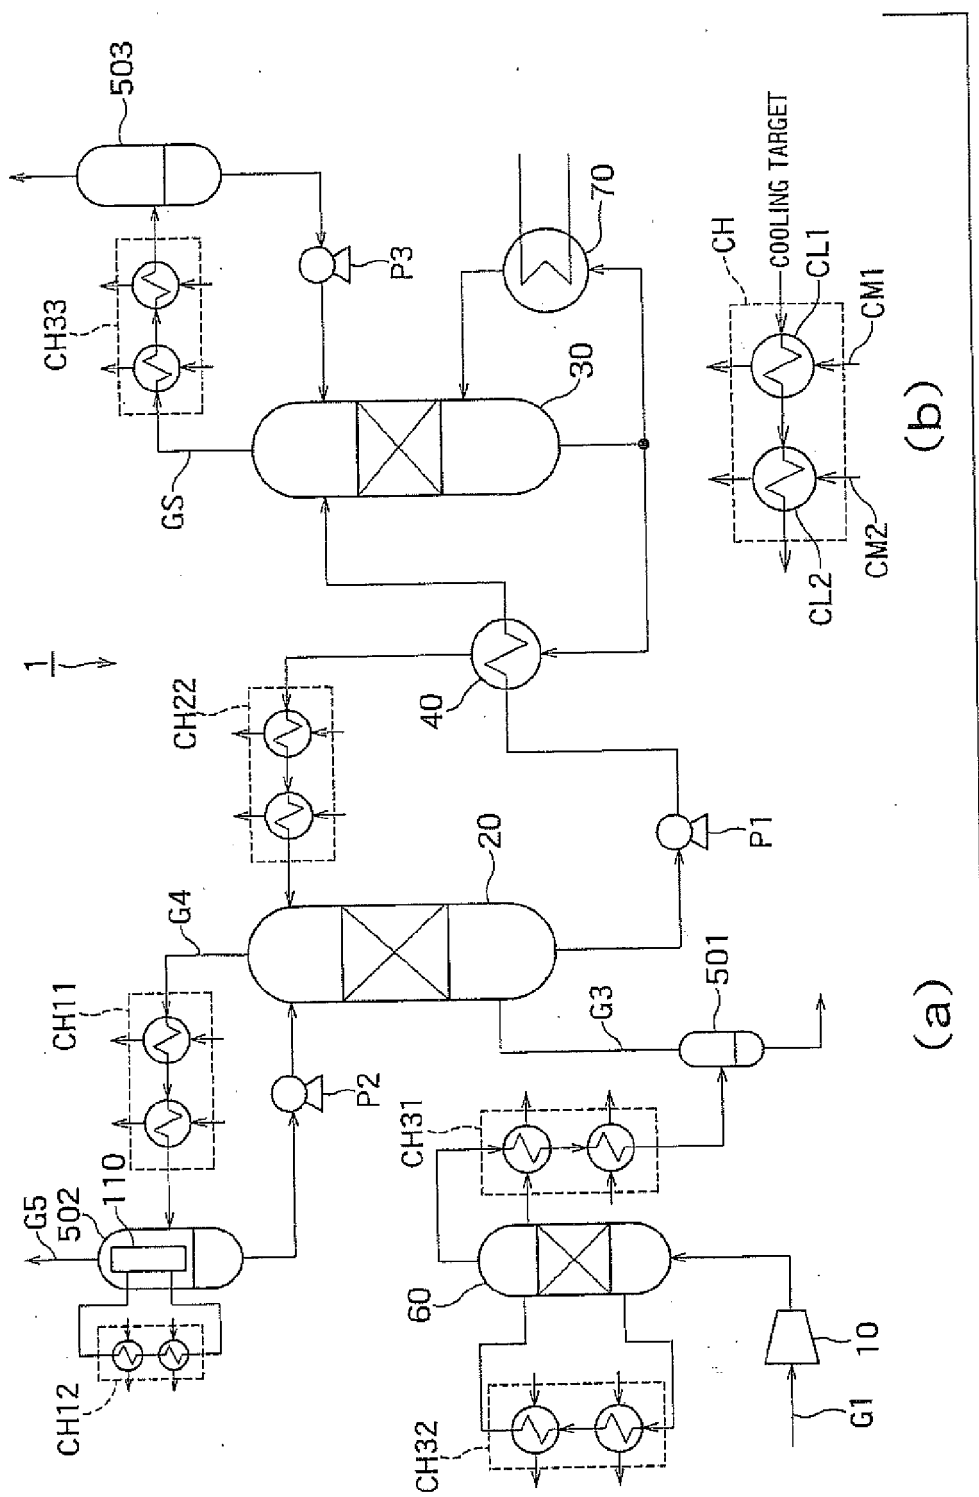 1
CH12
G5
502
110
CH11
G4
P2
CH32
60
CH31
G1
10
G3
501
20
P1
CH22
40
GS
CH33
503
P3
30
70
(a)
CH
COOLING TARGET
CL1
CM1
CL2
CM2
(b)